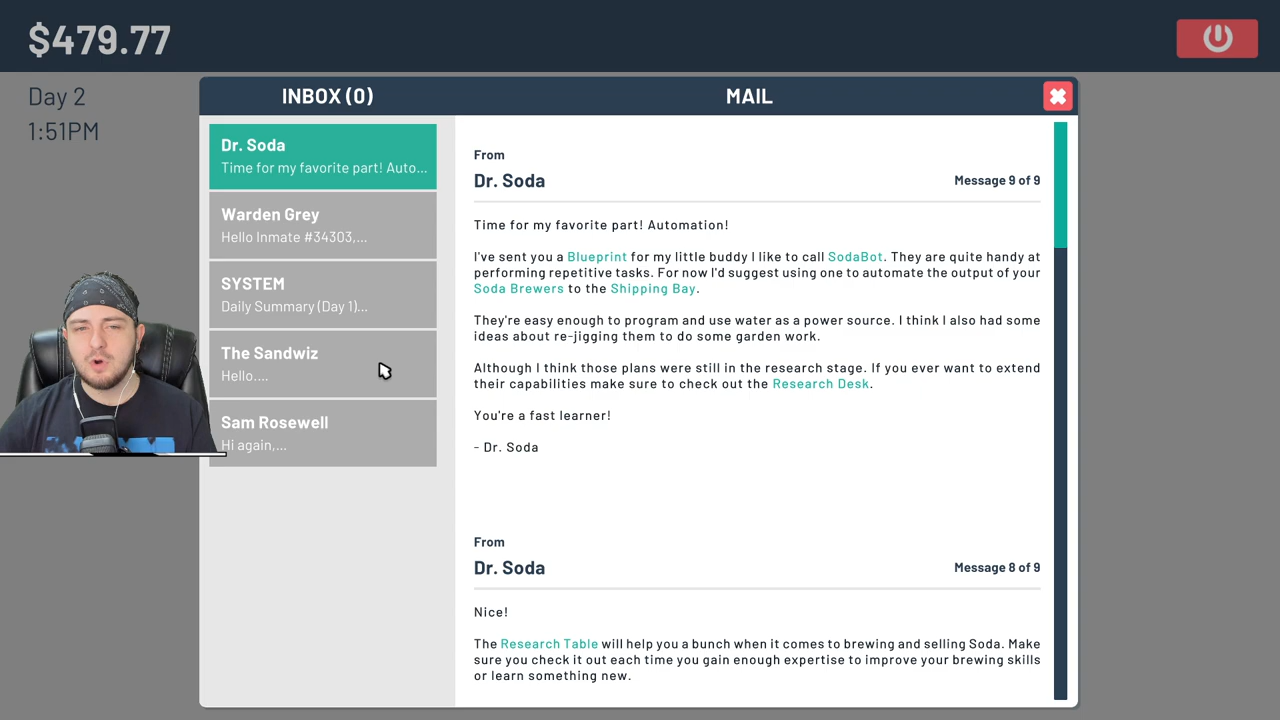 $479.77
Day 2
1:51PM
INBOX (0)
MAIL
Dr. Soda
Time for my favorite part! Auto...
Warden Grey
Hello Inmate #34303,...
SYSTEM
Daily Summary (Day 1)...
The Sandwiz
Hello....
Sam Rosewell
Hi again,...
From
Dr. Soda
Message 9 of 9
Time for my favorite part! Automation!
I've sent you a Blueprint for my little buddy I like to call SodaBot. They are quite handy at
performing repetitive tasks. For now I'd suggest using one to automate the output of your
Soda Brewers to the Shipping Bay.
They're easy enough to program and use water as a power source. I think I also had some
ideas about re-jigging them to do some garden work.
Although I think those plans were still in the research stage. If you ever want to extend
their capabilities make sure to check out the Research Desk.
You're a fast learner!
- Dr. Soda
From
Dr. Soda
Message 8 of 9
Nice!
The Research Table will help you a bunch when it comes to brewing and selling Soda. Make
sure you check it out each time you gain enough expertise to improve your brewing skills
or learn something new.